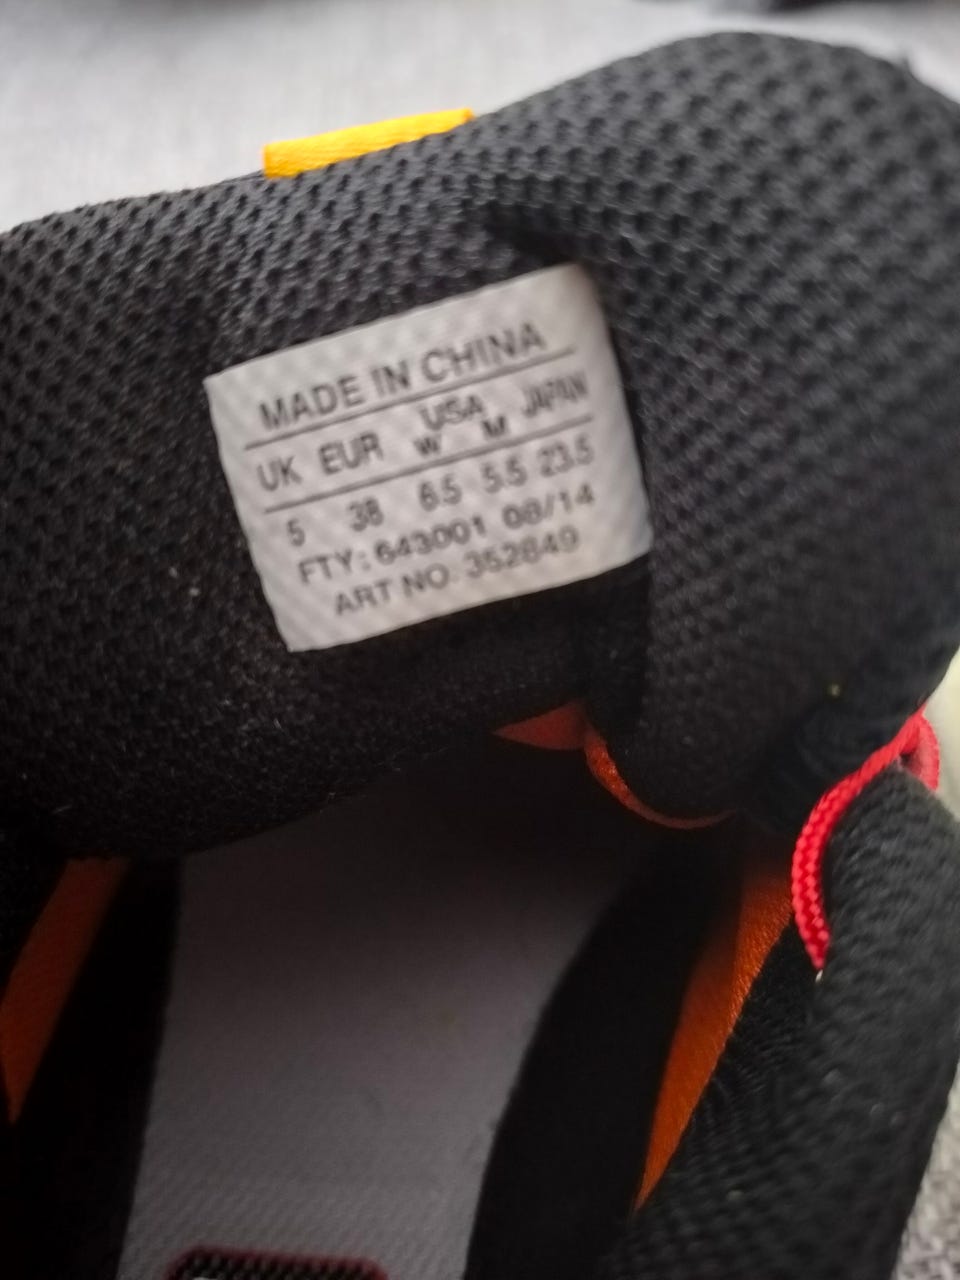 MADE IN CHINA
UK EUR USA JAPAN
W M
5 38 6.5 5.5 23.5
FTY: 643001 08/14
ART NO. 352849